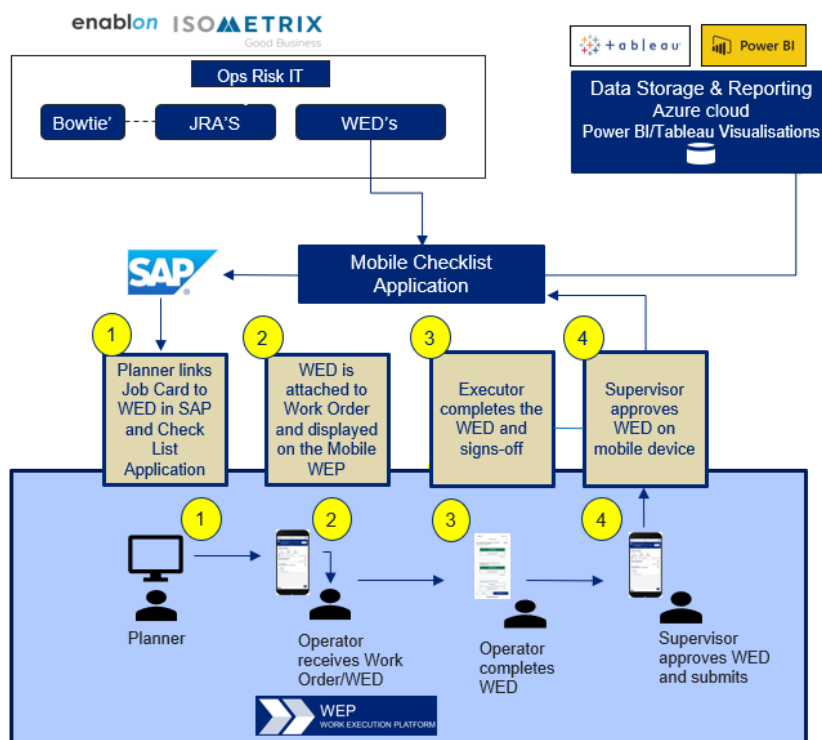 enablon
ISOMETRIX
Good Business
Ops Risk IT
Bowtie'
JRA'S
WED's
+ableau
Power BI
Data Storage & Reporting
Azure cloud
Power BI/Tableau Visualisations
SAP
Mobile Checklist
Application
1
Planner links
Job Card to
WED in SAP
and Check
List
Application
2
WED is
attached to
Work Order
and displayed
on the Mobile
WEP
3
Executor
completes the
WED and
signs-off
4
Supervisor
approves
WED on
mobile device
1
2
3
4
Planner
Operator
receives Work
Order/WED
Operator
completes
WED
Supervisor
approves WED
and submits
WEP
WORK EXECUTION PLATFORM